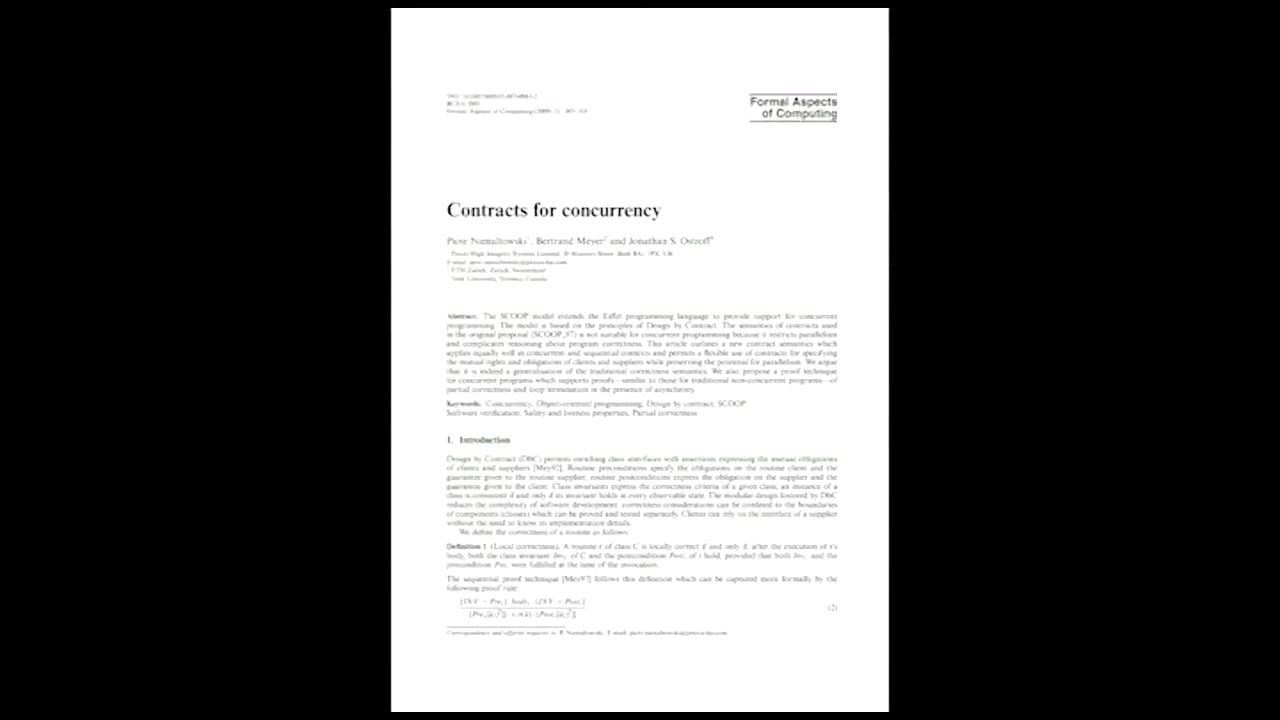 Formal Aspects
of Computing
Contracts for concurrency
Piotr Nienaltowski1, Bertrand Meyer2 and Jonathan S. Ostroff3
Abstract. The SCOOP model extends the Eiffel programming language to provide support for concurrent
programming. The model is based on the principles of Design by Contract. The semantics of contracts used
in the original proposal (SCOOP_97) is not suitable for concurrent programming because it restricts parallelism
and complicates reasoning about program correctness. This article outlines a new contract semantics which
applies equally well in concurrent and sequential contexts and permits a flexible use of contracts for specifying
the mutual rights and obligations of clients and suppliers while preserving the potential for parallelism. We argue
that it is indeed a generalisation of the traditional correctness semantics. We also propose a proof technique
for concurrent programs which supports proofs—similar to those for traditional non-concurrent programs—of
partial correctness and loop termination in the presence of asynchrony.
Keywords: Concurrency, Object-oriented programming, Design by contract, SCOOP
Software verification, Safety and liveness properties, Partial correctness
1. Introduction
Design by Contract (DbC) permits enriching class interfaces with assertions expressing the mutual obligations
of clients and suppliers [Mey92]. Routine preconditions specify the obligations on the routine client and the
guarantee given to the routine supplier; routine postconditions express the obligation on the supplier and the
guarantee given to the client. Class invariants express the correctness criteria of a given class; an instance of a
class is consistent if and only if its invariant holds in every observable state. The modular design fostered by DbC
reduces the complexity of software development: correctness considerations can be confined to the boundaries
of components (classes) which can be proved and tested separately. Clients can rely on the interface of a supplier
without the need to know its implementation details.
We define the correctness of a routine as follows.
Definition 1 (Local correctness). A routine r of class C is locally correct if and only if, after the execution of r's
body, both the class invariant Inv of C and the postcondition Post of r hold, provided that both Inv and the
precondition Pre were fulfilled at the time of the invocation.
The sequential proof technique [Mey97] follows this definition which can be captured more formally by the
following proof rule:
(2)